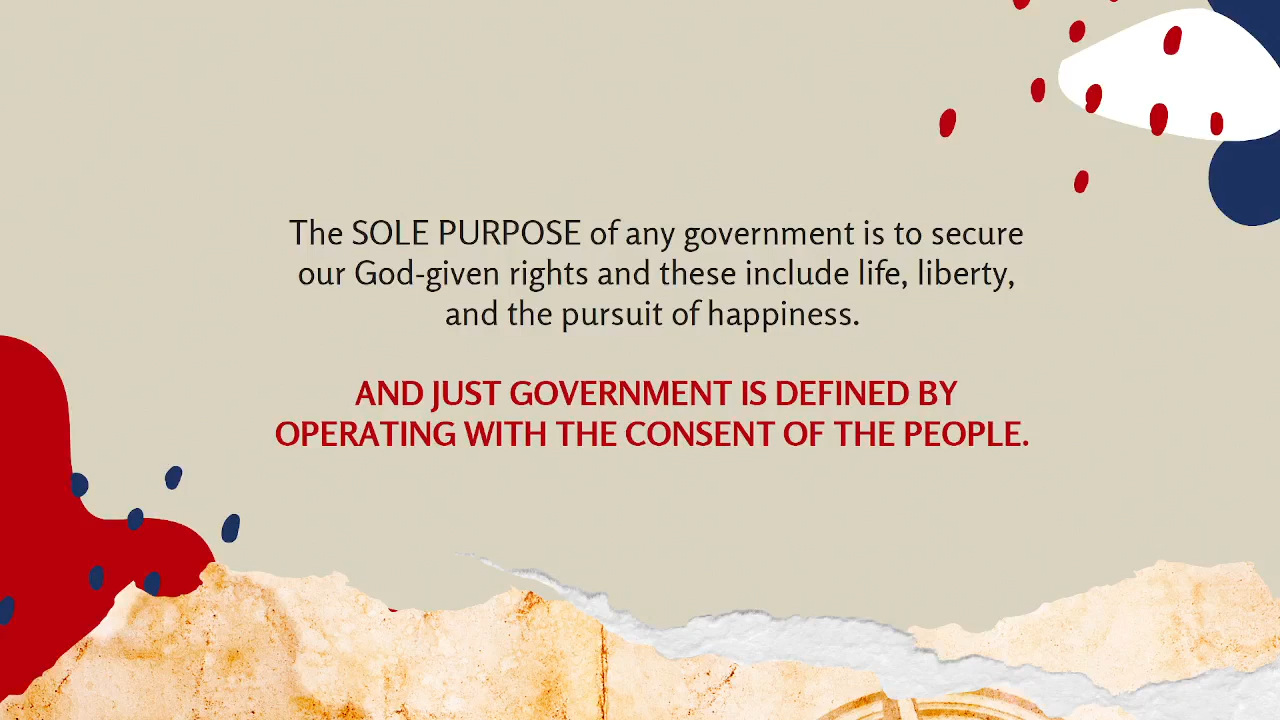 The SOLE PURPOSE of any government is to secure
our God-given rights and these include life, liberty,
and the pursuit of happiness.
AND JUST GOVERNMENT IS DEFINED BY
OPERATING WITH THE CONSENT OF THE PEOPLE.